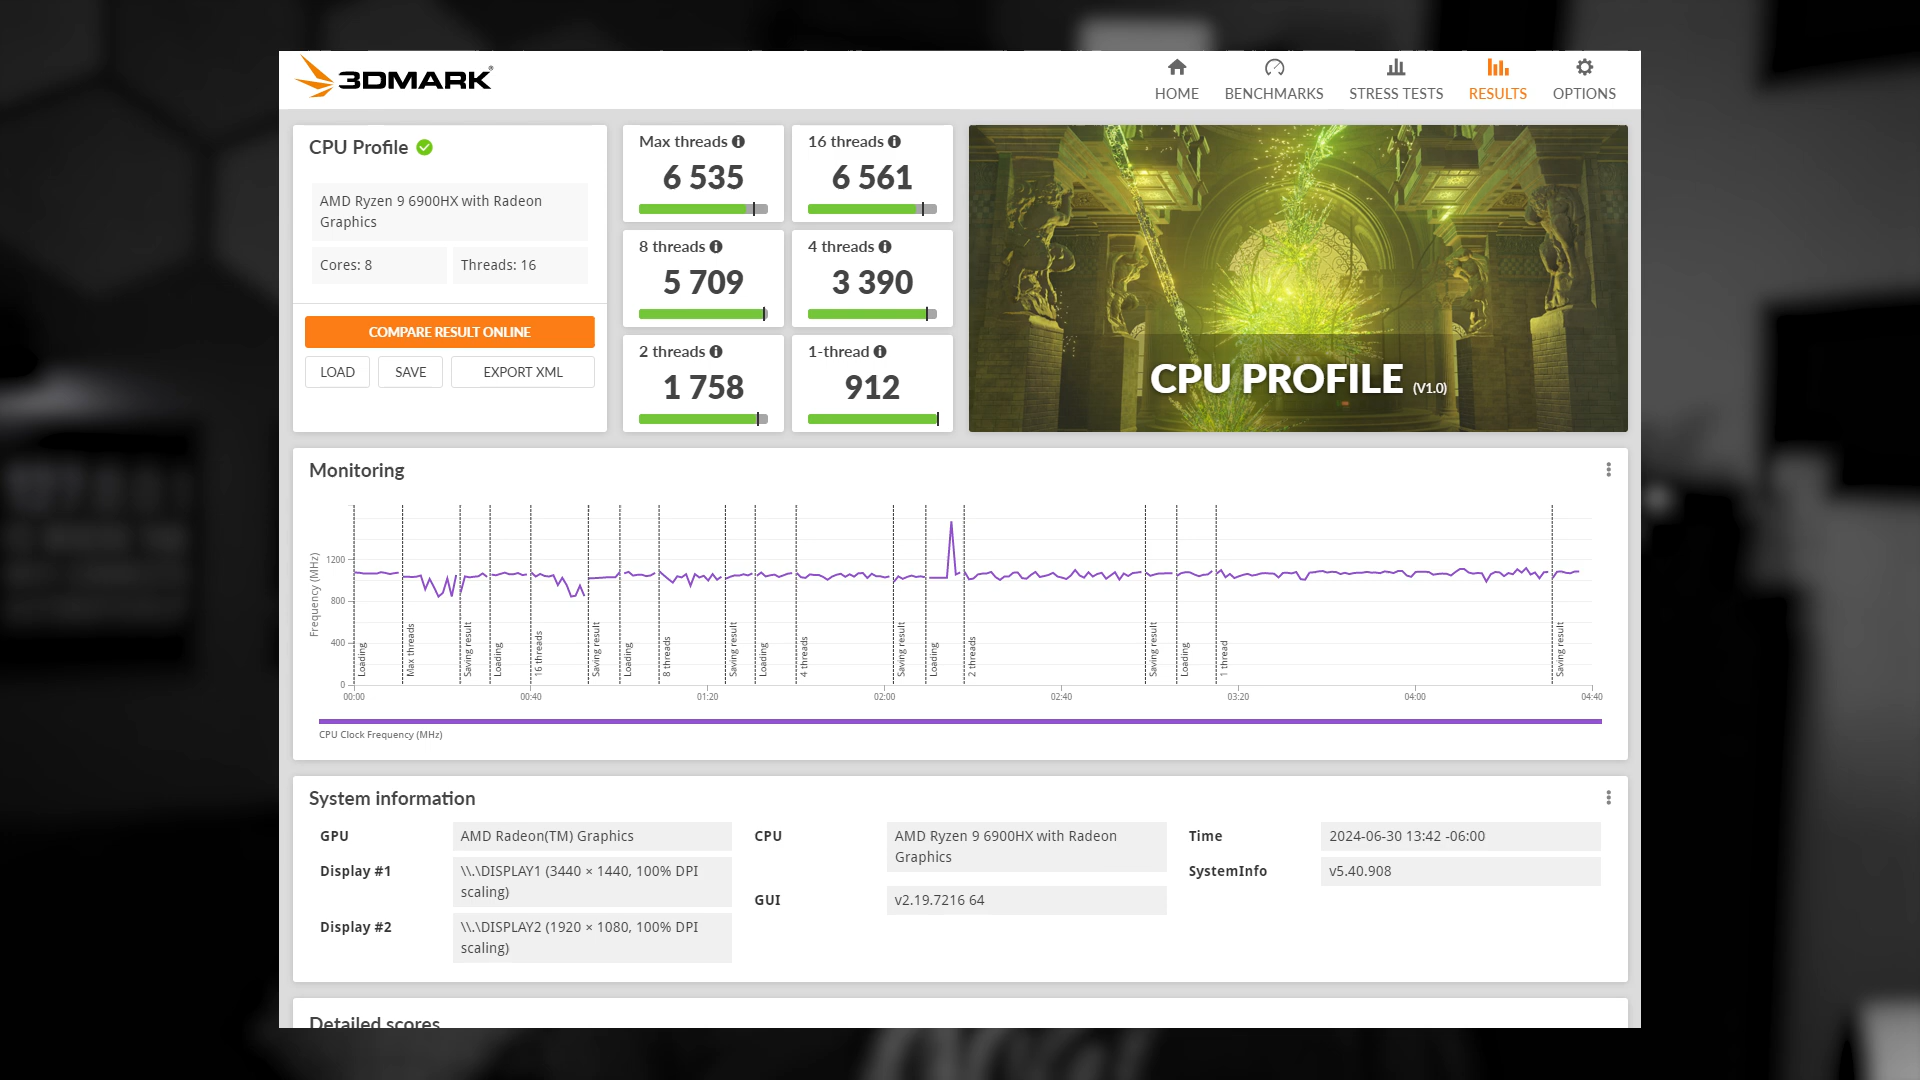 3DMARK®
HOME
BENCHMARKS
STRESS TESTS
RESULTS
OPTIONS
CPU Profile
AMD Ryzen 9 6900HX with Radeon
Graphics
Cores: 8
Threads: 16
COMPARE RESULT ONLINE
LOAD
SAVE
EXPORT XML
Max threads
6 535
16 threads
6 561
8 threads
5 709
4 threads
3 390
2 threads
1 758
1-thread
912
CPU PROFILE (V1.0)
Monitoring
Frequency (MHz)
1200
800
400
0
Loading
Max threads
Saving result
Loading
16 threads
Saving result
Loading
8 threads
Saving result
Loading
4 threads
Saving result
Loading
2 threads
Saving result
Loading
1 thread
Saving result
00:00
00:40
01:20
02:00
02:40
03:20
04:00
04:40
CPU Clock Frequency (MHz)
System information
GPU
AMD Radeon(TM) Graphics
Display #1
\\.\DISPLAY1 (3440 × 1440, 100% DPI
scaling)
Display #2
\\.\DISPLAY2 (1920 × 1080, 100% DPI
scaling)
CPU
AMD Ryzen 9 6900HX with Radeon
Graphics
GUI
v2.19.7216 64
Time
2024-06-30 13:42 -06:00
SystemInfo
v5.40.908
Detailed scores